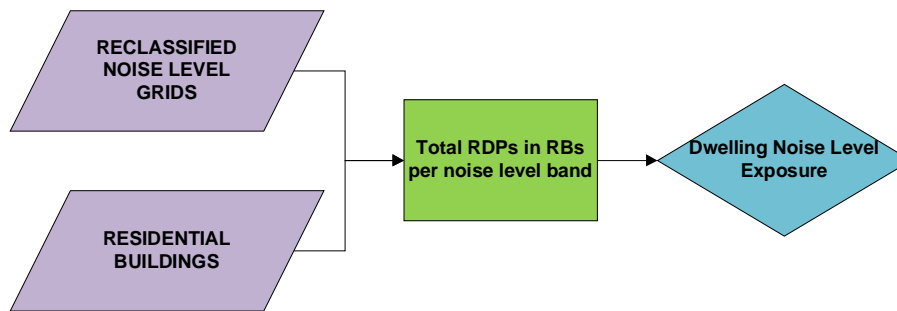 RECLASSIFIED
NOISE LEVEL
GRIDS
RESIDENTIAL
BUILDINGS
Total RDPs in RBs
per noise level band
Dwelling Noise Level
Exposure